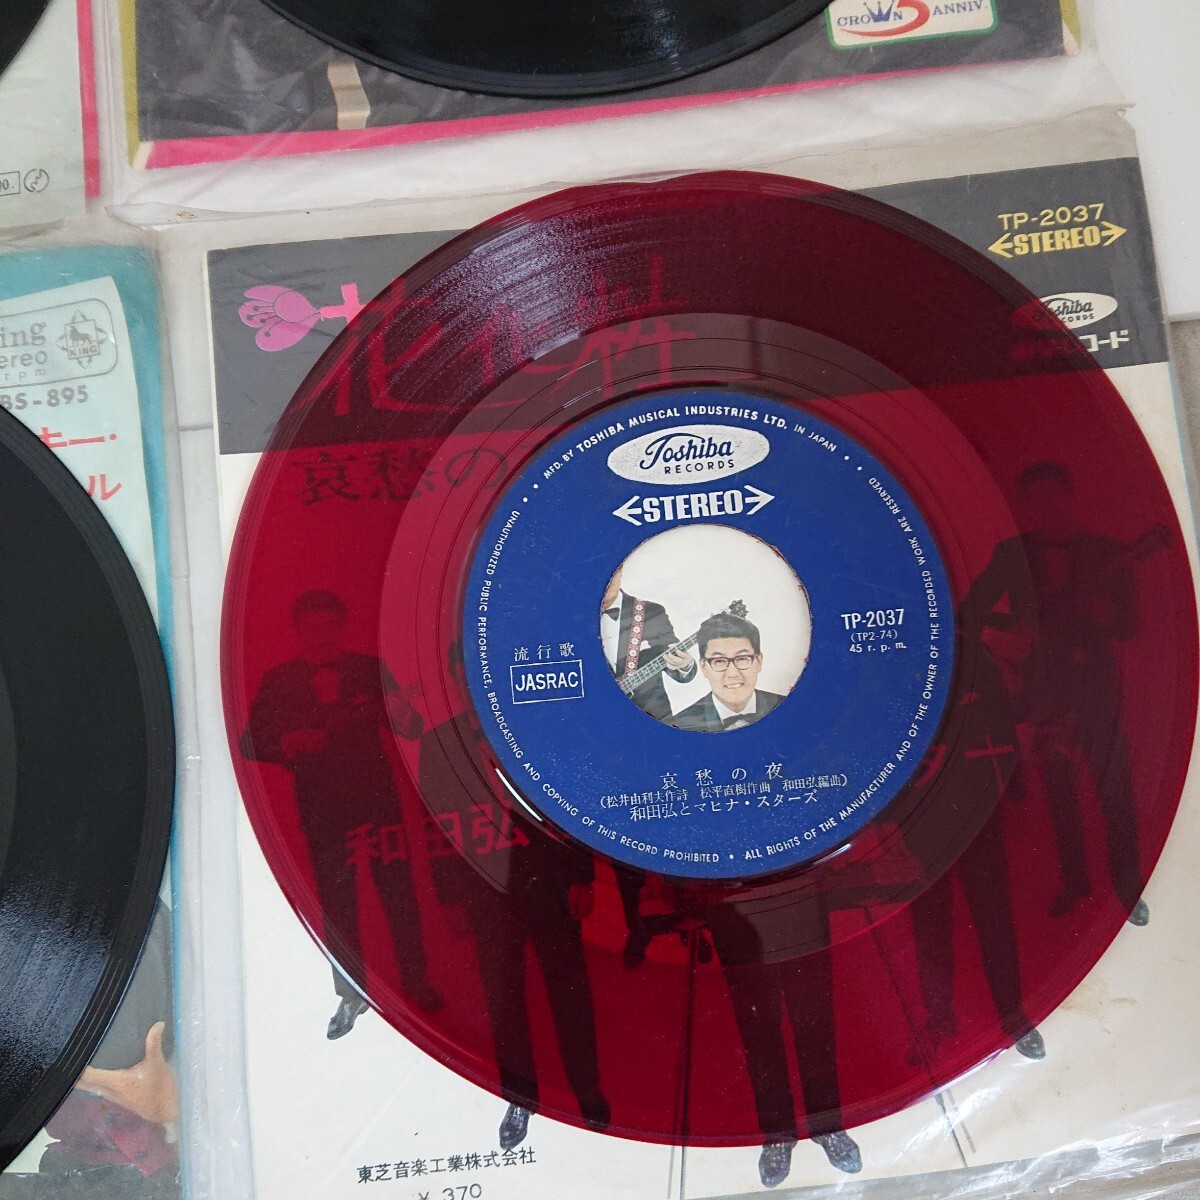 CROWN 5 ANNIV.
00.
King
stereo
rpm
KING
BS-895
キー・
ル
TP-2037
STEREO
Toshiba
RECORDS
コード
哀愁の
和田弘
MFD. BY TOSHIBA MUSICAL INDUSTRIES LTD. IN JAPAN
Toshiba
RECORDS
STEREO
TP-2037
(TP2-74)
45 r. p. m.
流行歌
JASRAC
哀愁の夜
(松井由利夫作詩 松平直樹作曲 和田弘編曲)
和田弘とマヒナ・スターズ
UNAUTHORIZED PUBLIC PERFORMANCE, BROADCASTING AND COPYING OF THIS RECORD PROHIBITED • ALL RIGHTS OF THE MANUFACTURER AND OF THE OWNER OF THE RECORDED WORK ARE RESERVED
東芝音楽工業株式会社
¥ 370